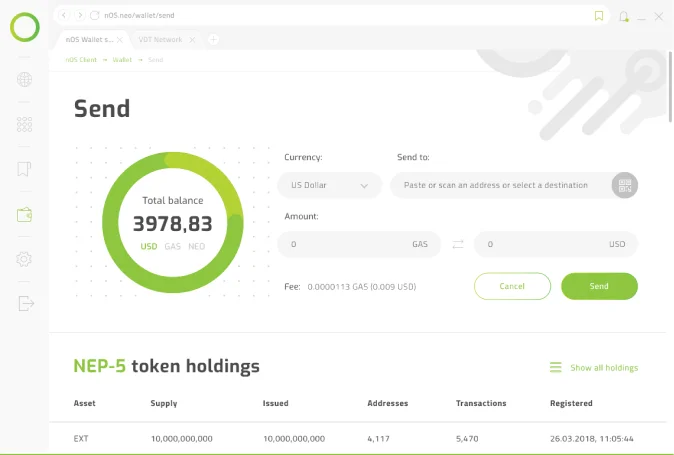 nOS.neo/wallet/send
nOS Wallet s... VDT Network
nOS Client → Wallet → Send
Send
Currency: Send to:
US Dollar Paste or scan an address or select a destination
Total balance
3978,83
USD GAS NEO
Amount:
0 GAS 0 USD
Fee: 0.0000113 GAS (0.009 USD)
Cancel Send
NEP-5 token holdings
Show all holdings
Asset Supply Issued Addresses Transactions Registered
EXT 10,000,000,000 10,000,000,000 4,117 5,470 26.03.2018, 11:05:44